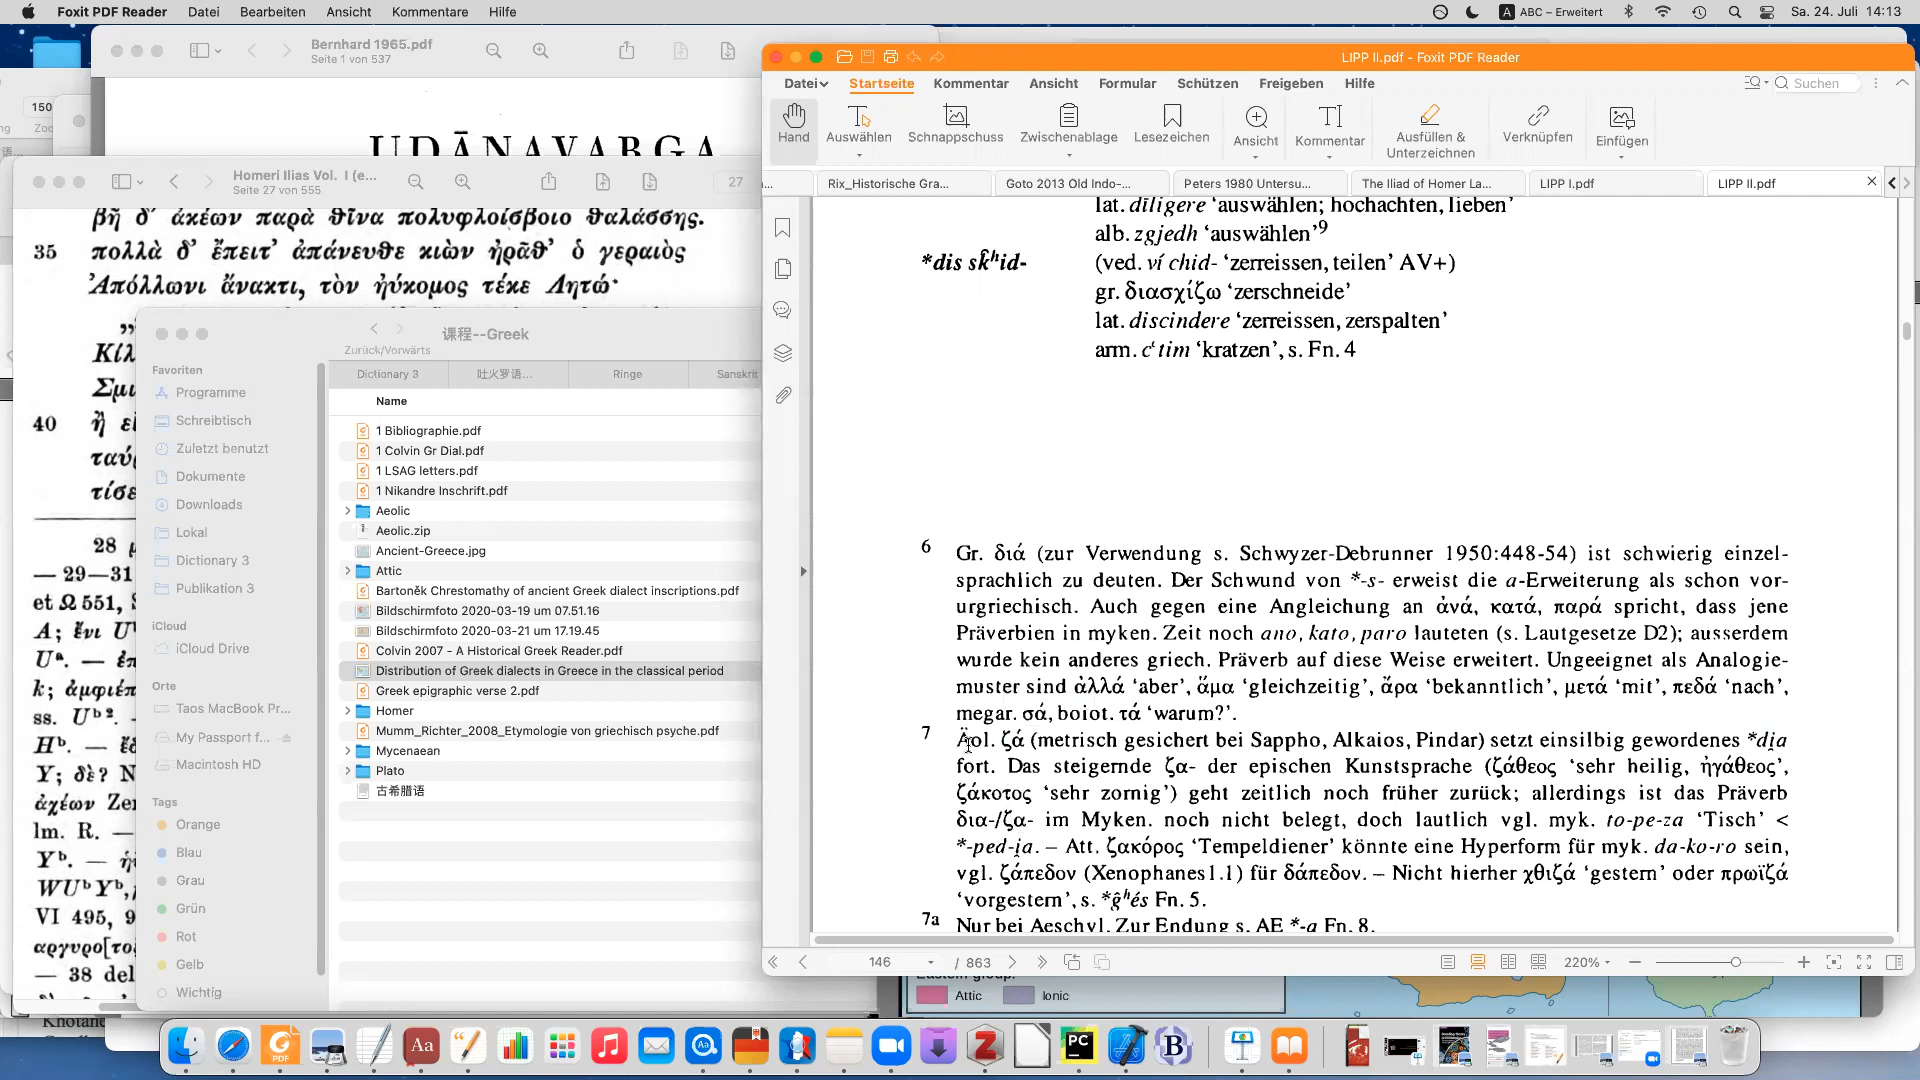 Foxit PDF Reader Datei Bearbeiten Ansicht Kommentare Hilfe
A ABC – Erweitert Sa. 24. Juli 14:13
Bernhard 1965.pdf
Seite 1 von 537
UDĀNAVARGA
150
Homeri Ilias Vol. I (e...
Seite 27 von 555
27
βῆ δ' ἀκέων παρὰ θῖνα πολυφλοίσβοιο θαλάσσης.
35 πολλὰ δ' ἔπειτ' ἀπάνευθε κιὼν ἠρᾶθ' ὁ γεραιὸς
Ἀπόλλωνι ἄνακτι, τὸν ἠύκομος τέκε Λητώ·
40
28
— 29—31
et Ω 551,
VI 495, 9
— 38 del
Khotane
课程--Greek
Zurück/Vorwärts
Favoriten
Programme
Schreibtisch
Zuletzt benutzt
Dokumente
Downloads
Lokal
Dictionary 3
Publikation 3
iCloud
iCloud Drive
Orte
Taos MacBook Pr...
My Passport f...
Macintosh HD
Tags
Orange
Blau
Grau
Grün
Rot
Gelb
Wichtig
Dictionary 3 吐火罗语... Ringe Sanskrit
Name
1 Bibliographie.pdf
1 Colvin Gr Dial.pdf
1 LSAG letters.pdf
1 Nikandre Inschrift.pdf
Aeolic
Aeolic.zip
Ancient-Greece.jpg
Attic
Bartoněk Chrestomathy of ancient Greek dialect inscriptions.pdf
Bildschirmfoto 2020-03-19 um 07.51.16
Bildschirmfoto 2020-03-21 um 17.19.45
Colvin 2007 - A Historical Greek Reader.pdf
Distribution of Greek dialects in Greece in the classical period
Greek epigraphic verse 2.pdf
Homer
Mumm_Richter_2008_Etymologie von griechisch psyche.pdf
Mycenaean
Plato
古希腊语
LIPP II.pdf - Foxit PDF Reader
Datei Startseite Kommentar Ansicht Formular Schützen Freigeben Hilfe Suchen
Hand Auswählen Schnappschuss Zwischenablage Lesezeichen Ansicht Kommentar Ausfüllen & Unterzeichnen Verknüpfen Einfügen
... Rix_Historische Gra... Goto 2013 Old Indo-... Peters 1980 Untersu... The Iliad of Homer La... LIPP I.pdf LIPP II.pdf
lat. dīligere ‘auswählen; hochachten, lieben’
alb. zgjedh ‘auswählen’9
*dis sk̂ʰid- (ved. ví chid- ‘zerreissen, teilen’ AV+)
gr. διασχίζω ‘zerschneide’
lat. discindere ‘zerreissen, zerspalten’
arm. cʻtim ‘kratzen’, s. Fn. 4
6 Gr. διά (zur Verwendung s. Schwyzer-Debrunner 1950:448-54) ist schwierig einzel-
sprachlich zu deuten. Der Schwund von *-s- erweist die a-Erweiterung als schon vor-
urgriechisch. Auch gegen eine Angleichung an ἀνά, κατά, παρά spricht, dass jene
Präverbien in myken. Zeit noch ano, kato, paro lauteten (s. Lautgesetze D2); ausserdem
wurde kein anderes griech. Präverb auf diese Weise erweitert. Ungeeignet als Analogie-
muster sind ἀλλά ‘aber’, ἅμα ‘gleichzeitig’, ἄρα ‘bekanntlich’, μετά ‘mit’, πεδά ‘nach’,
megar. σά, boiot. τά ‘warum?’.
7 Äol. ζά (metrisch gesichert bei Sappho, Alkaios, Pindar) setzt einsilbig gewordenes *di̯a
fort. Das steigernde ζα- der epischen Kunstsprache (ζάθεος ‘sehr heilig, ἠγάθεος’,
ζάκοτος ‘sehr zornig’) geht zeitlich noch früher zurück; allerdings ist das Präverb
δια-/ζα- im Myken. noch nicht belegt, doch lautlich vgl. myk. to-pe-za ‘Tisch’ <
*-ped-i̯a. – Att. ζακόρος ‘Tempeldiener’ könnte eine Hyperform für myk. da-ko-ro sein,
vgl. ζάπεδον (Xenophanes 1.1) für δάπεδον. – Nicht hierher χθιζά ‘gestern’ oder πρωϊζά
‘vorgestern’, s. *ĝʰés Fn. 5.
7a Nur bei Aeschyl. Zur Endung s. AE *-a Fn. 8.
146 / 863 220%
Eastern group:
Attic Ionic